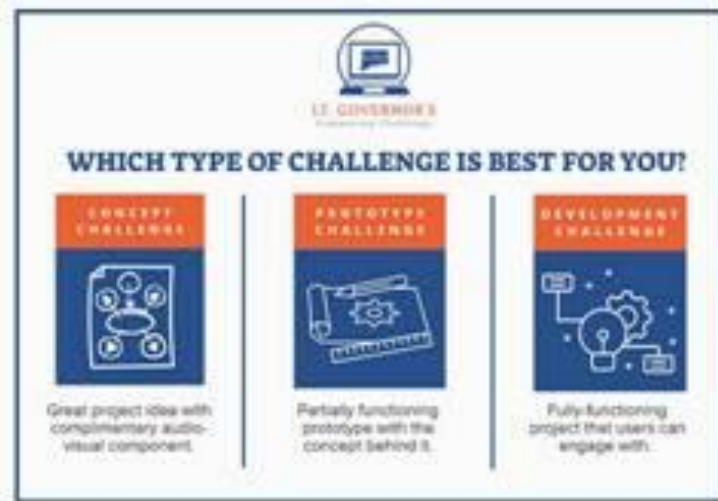 LT. GOVERNOR'S
Computing Challenge
WHICH TYPE OF CHALLENGE IS BEST FOR YOU?
CONCEPT
CHALLENGE
Great project idea with
complimentary audio-
visual component.
PROTOTYPE
CHALLENGE
Partially functioning
prototype with the
concept behind it.
DEVELOPMENT
CHALLENGE
Fully-functioning
project that users can
engage with.